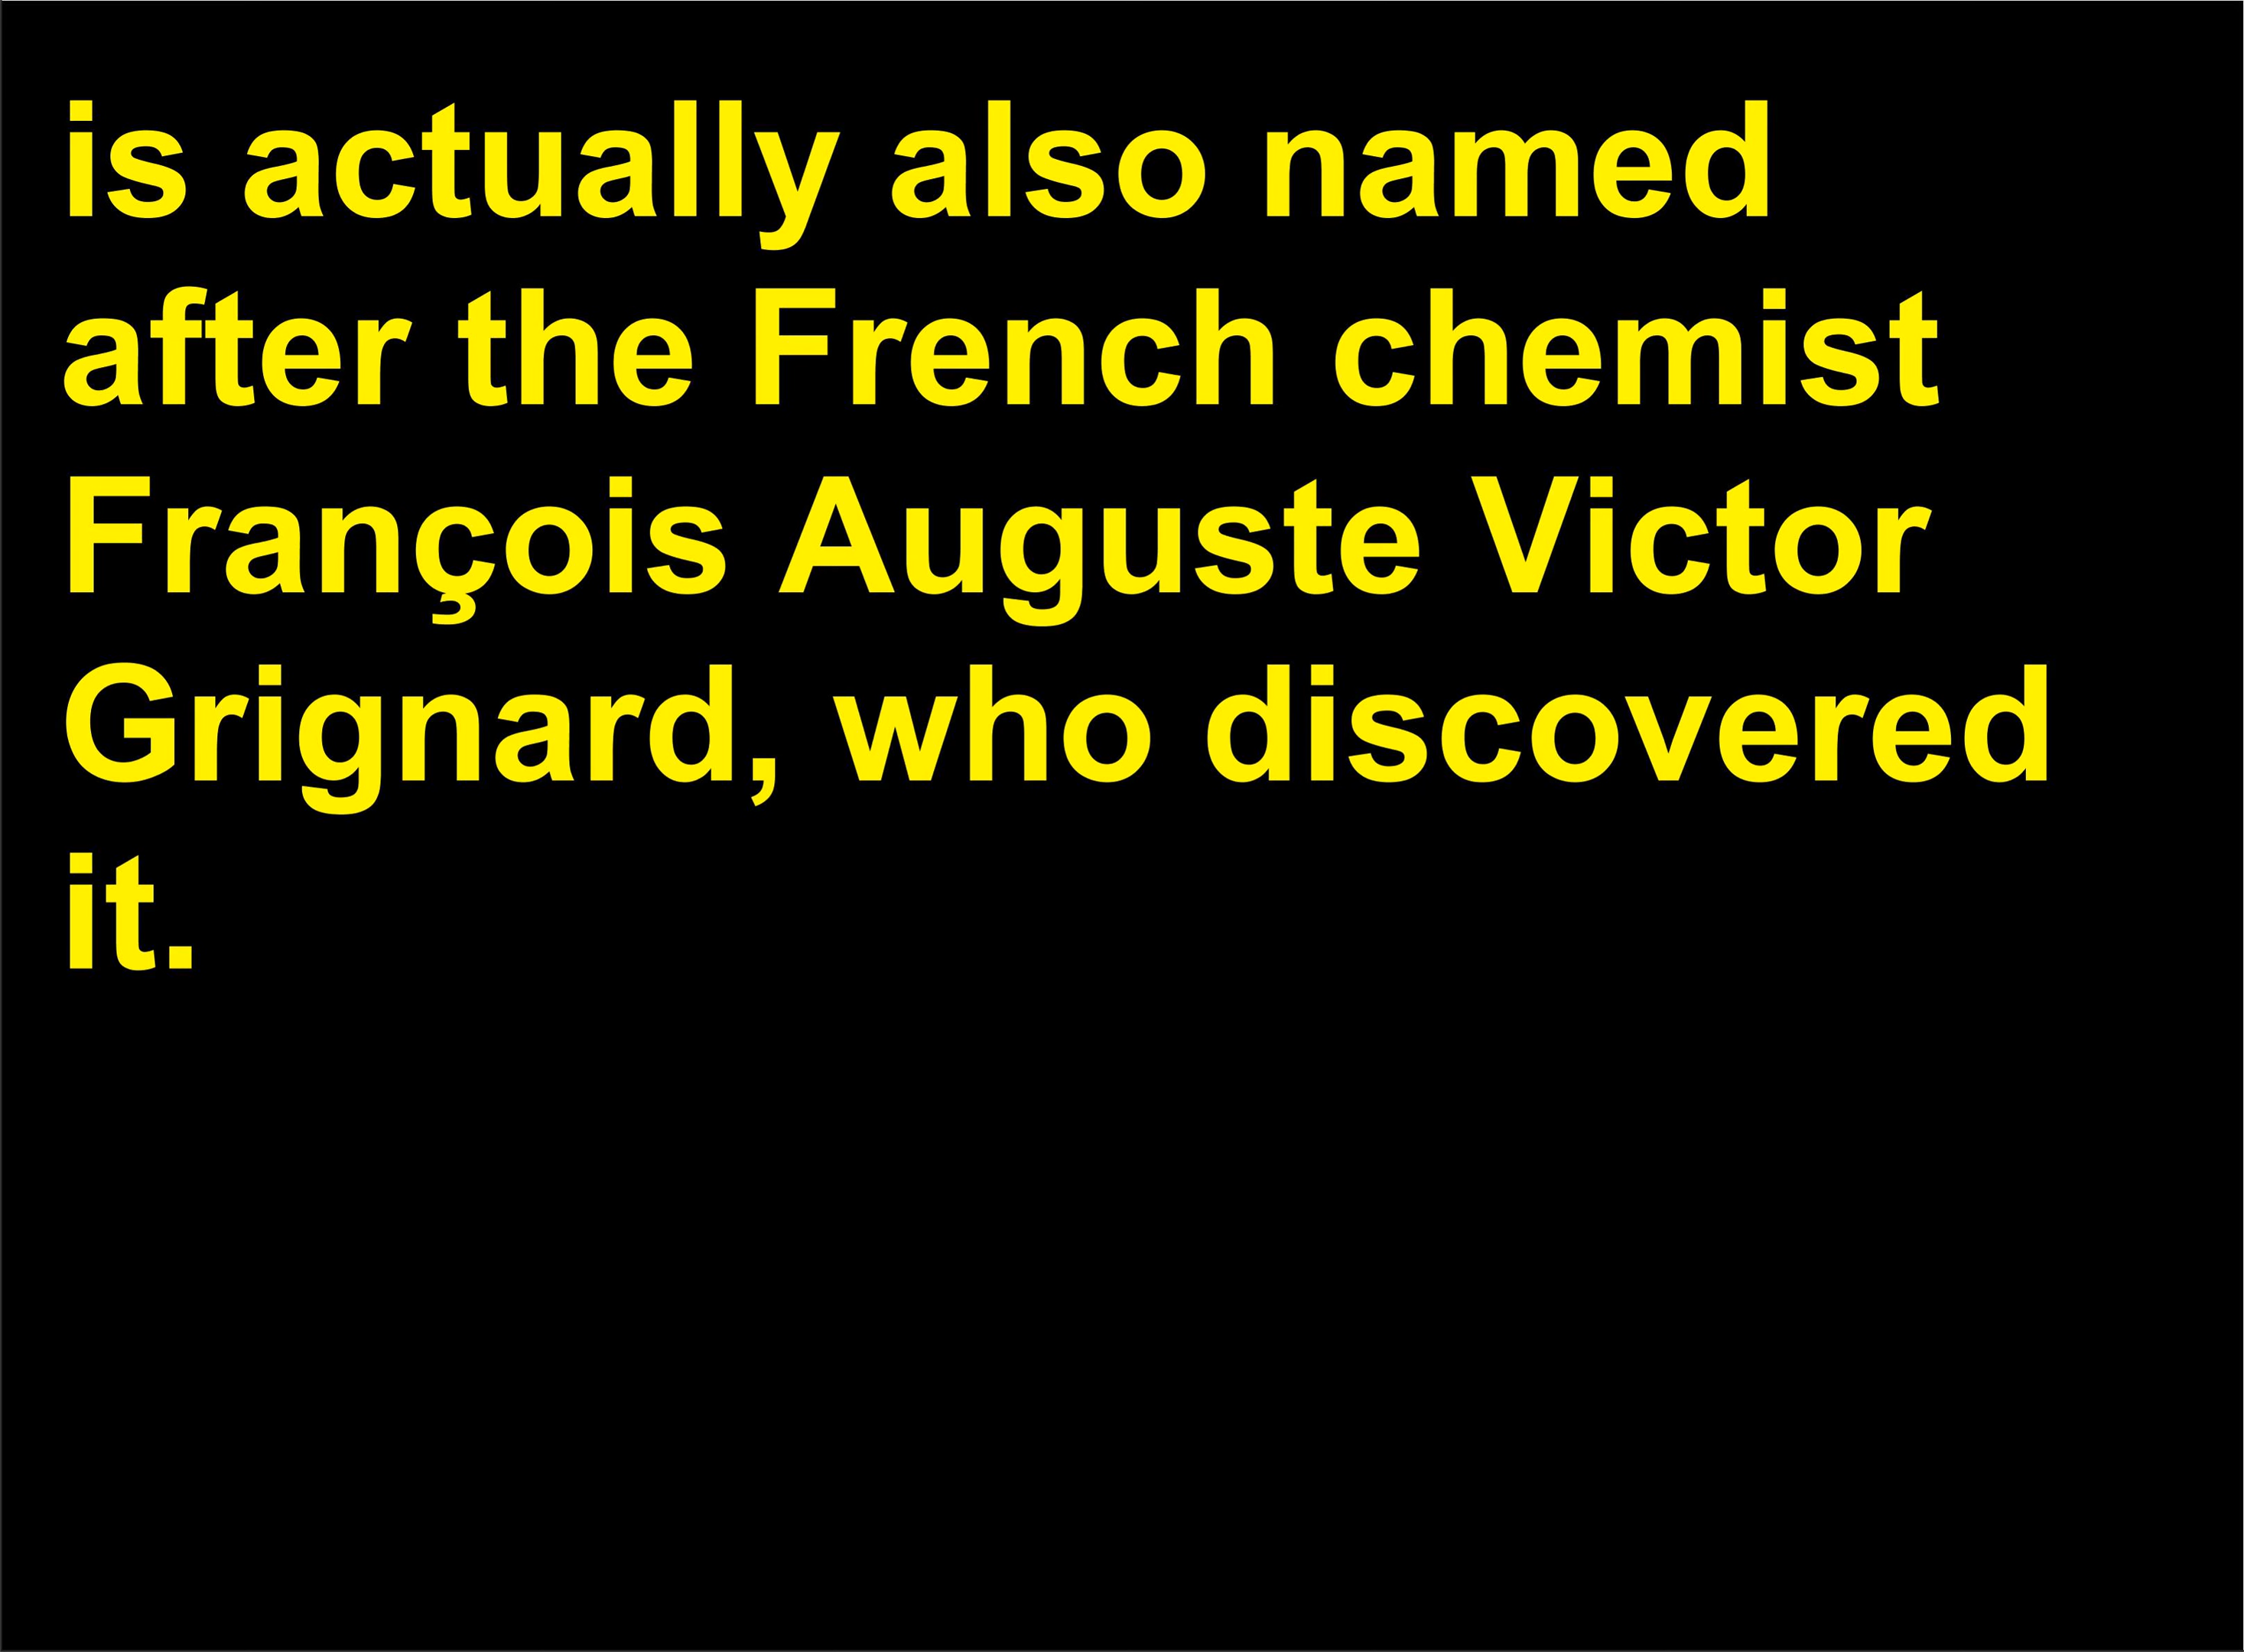 is actually also named
after the French chemist
François Auguste Victor
Grignard, who discovered
it.